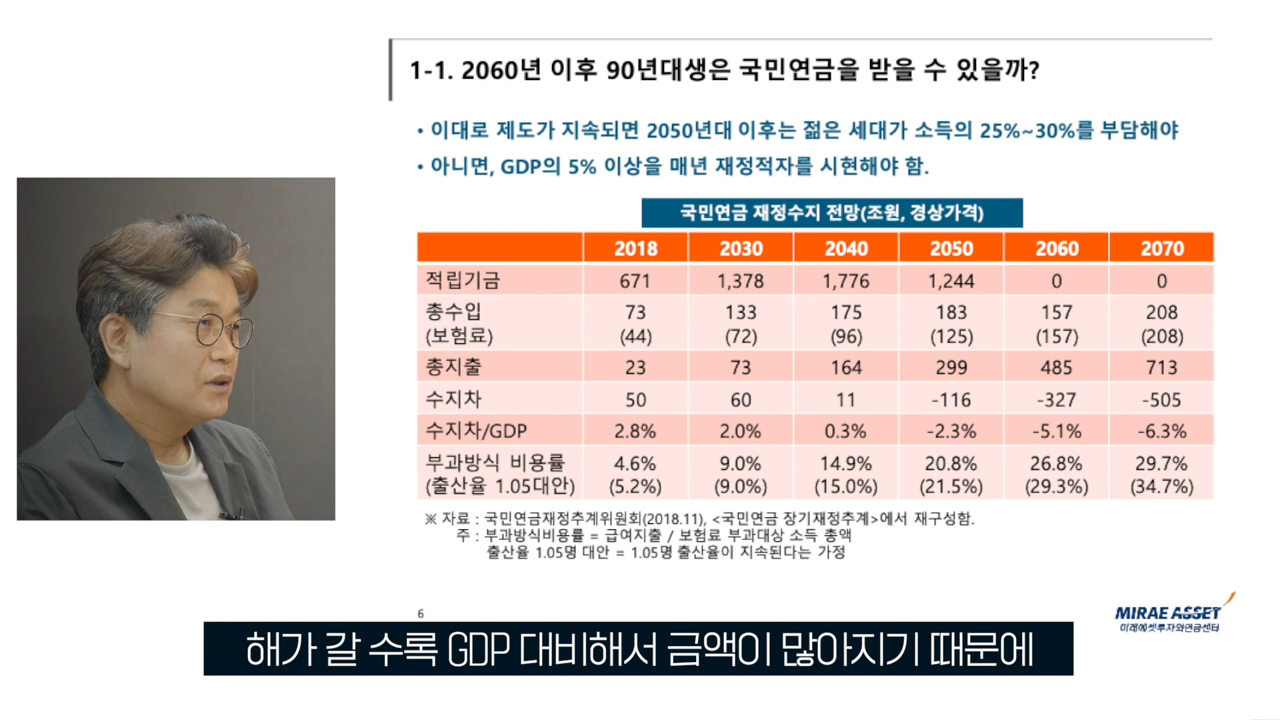 1-1. 2060년 이후 90년대생은 국민연금을 받을 수 있을까?
• 이대로 제도가 지속되면 2050년대 이후는 젊은 세대가 소득의 25%~30%를 부담해야
• 아니면, GDP의 5% 이상을 매년 재정적자를 시현해야 함.
국민연금 재정수지 전망(조원, 경상가격)
2018 2030 2040 2050 2060 2070
적립기금 671 1,378 1,776 1,244 0 0
총수입 73 133 175 183 157 208
(보험료) (44) (72) (96) (125) (157) (208)
총지출 23 73 164 299 485 713
수지차 50 60 11 -116 -327 -505
수지차/GDP 2.8% 2.0% 0.3% -2.3% -5.1% -6.3%
부과방식 비용률 4.6% 9.0% 14.9% 20.8% 26.8% 29.7%
(출산율 1.05대안) (5.2%) (9.0%) (15.0%) (21.5%) (29.3%) (34.7%)
※ 자료 : 국민연금재정추계위원회(2018.11), <국민연금 장기재정추계>에서 재구성함.
주 : 부과방식비용률 = 급여지출 / 보험료 부과대상 소득 총액
출산율 1.05명 대안 = 1.05명 출산율이 지속된다는 가정
6
MIRAE ASSET
미래에셋투자와연금센터
해가 갈 수록 GDP 대비해서 금액이 많아지기 때문에